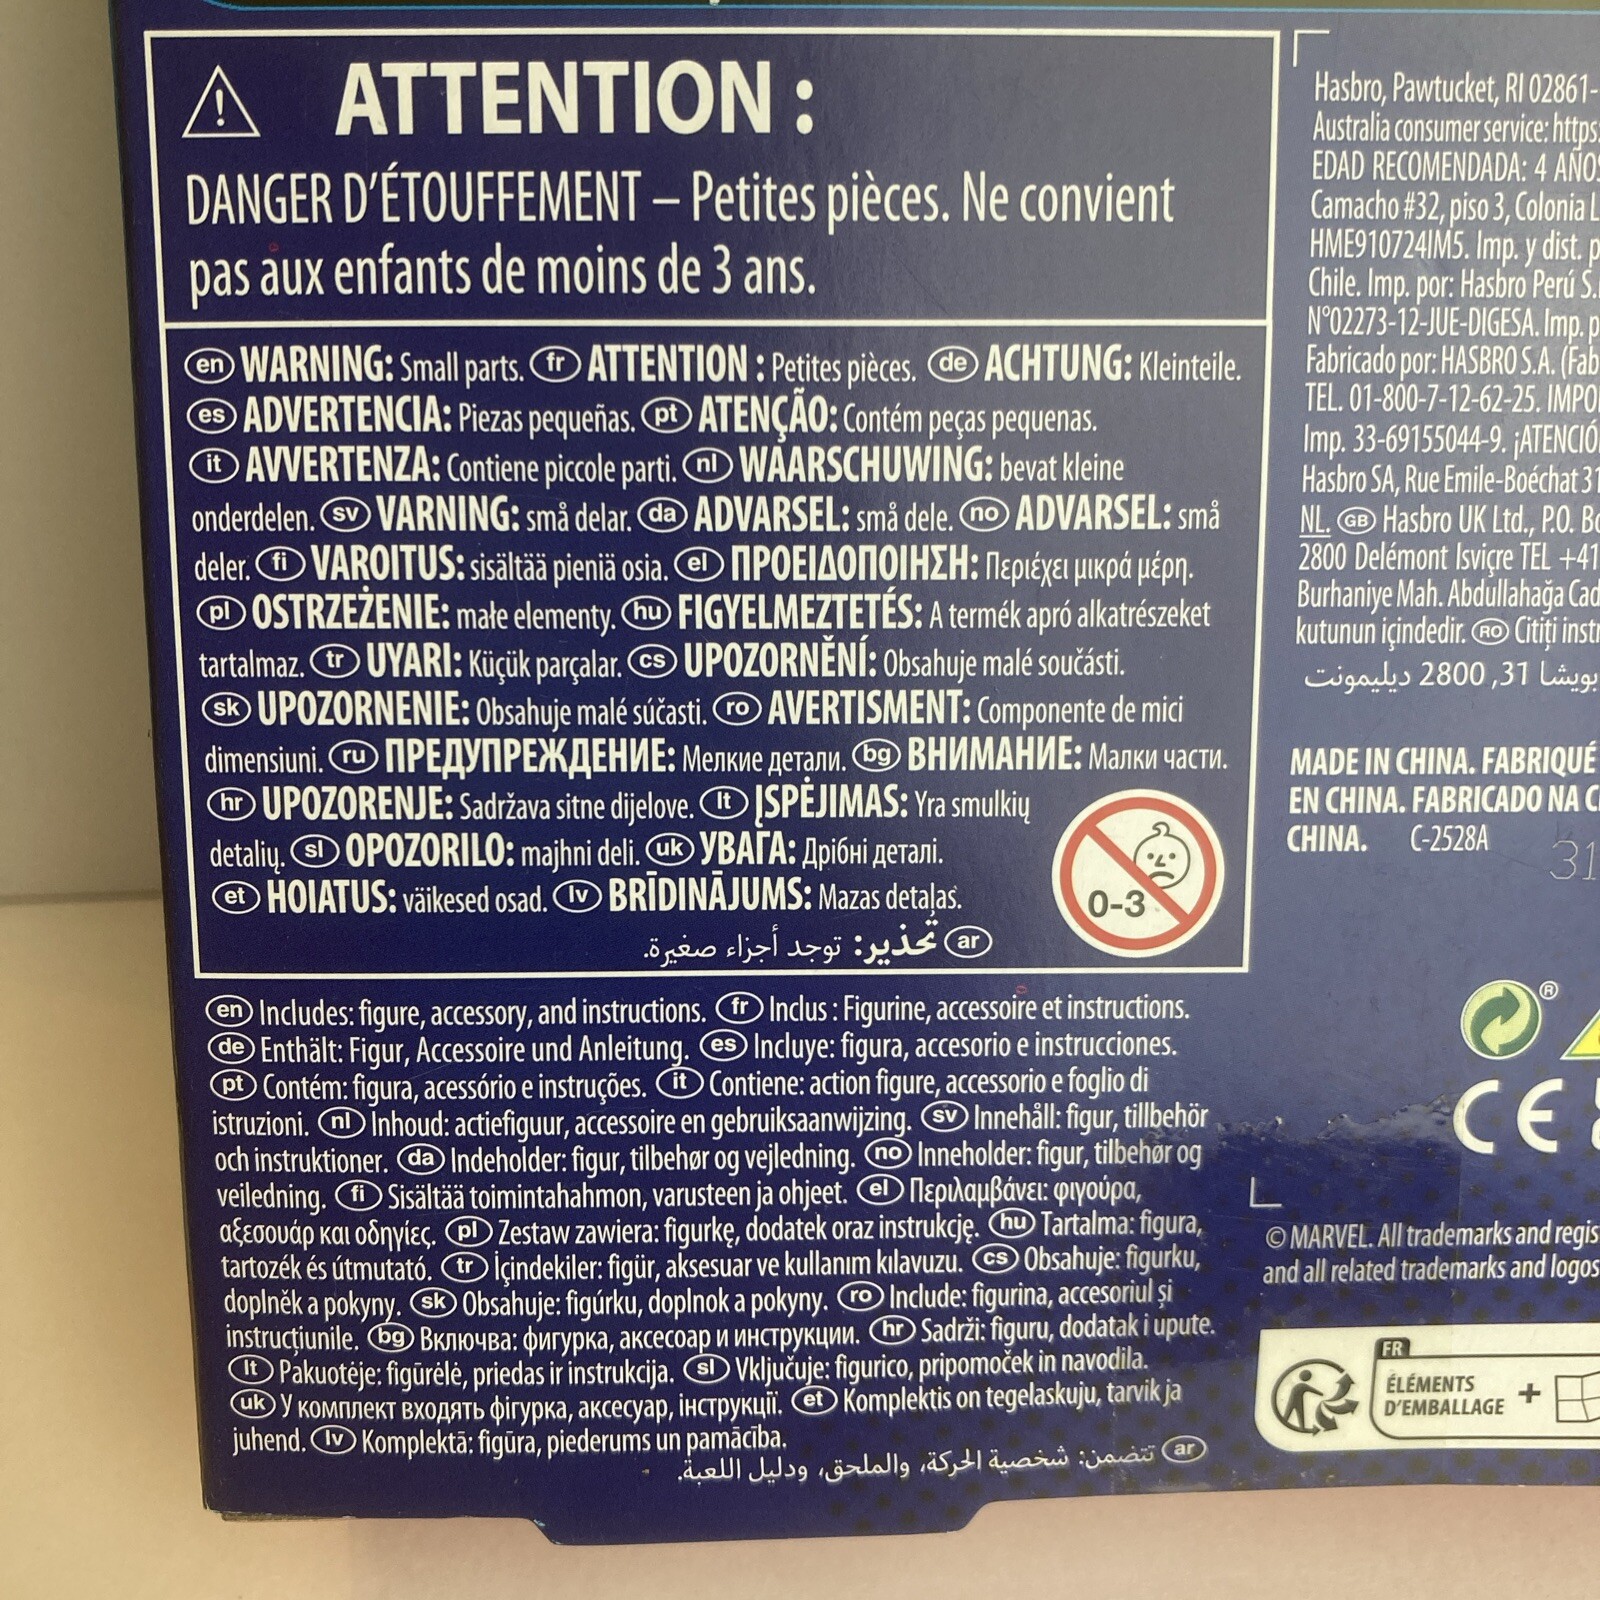 ATTENTION :
DANGER D'ÉTOUFFEMENT – Petites pièces. Ne convient
pas aux enfants de moins de 3 ans.
en WARNING: Small parts. fr ATTENTION : Petites pièces. de ACHTUNG: Kleinteile.
es ADVERTENCIA: Piezas pequeñas. pt ATENÇÃO: Contém peças pequenas.
it AVVERTENZA: Contiene piccole parti. nl WAARSCHUWING: bevat kleine
onderdelen. sv VARNING: små delar. da ADVARSEL: små dele. no ADVARSEL: små
deler. fi VAROITUS: sisältää pieniä osia. el ΠΡΟΕΙΔΟΠΟΙΗΣΗ: Περιέχει μικρά μέρη.
pl OSTRZEŻENIE: małe elementy. hu FIGYELMEZTETÉS: A termék apró alkatrészeket
tartalmaz. tr UYARI: Küçük parçalar. cs UPOZORNĚNÍ: Obsahuje malé součásti.
sk UPOZORNENIE: Obsahuje malé súčasti. ro AVERTISMENT: Componente de mici
dimensiuni. ru ПРЕДУПРЕЖДЕНИЕ: Мелкие детали. bg ВНИМАНИЕ: Малки части.
hr UPOZORENJE: Sadržava sitne dijelove. lt ĮSPĖJIMAS: Yra smulkių
detalių. sl OPOZORILO: majhni deli. uk УВАГА: Дрібні деталі.
et HOIATUS: väikesed osad. lv BRĪDINĀJUMS: Mazas detaļas.
ar تحذير: توجد أجزاء صغيرة.
0-3
en Includes: figure, accessory, and instructions. fr Inclus : Figurine, accessoire et instructions.
de Enthält: Figur, Accessoire und Anleitung. es Incluye: figura, accesorio e instrucciones.
pt Contém: figura, acessório e instruções. it Contiene: action figure, accessorio e foglio di
istruzioni. nl Inhoud: actiefiguur, accessoire en gebruiksaanwijzing. sv Innehåll: figur, tillbehör
och instruktioner. da Indeholder: figur, tilbehør og vejledning. no Inneholder: figur, tilbehør og
veiledning. fi Sisältää toimintahahmon, varusteen ja ohjeet. el Περιλαμβάνει: φιγούρα,
αξεσουάρ και οδηγίες. pl Zestaw zawiera: figurkę, dodatek oraz instrukcję. hu Tartalma: figura,
tartozék és útmutató. tr İçindekiler: figür, aksesuar ve kullanım kılavuzu. cs Obsahuje: figurku,
doplněk a pokyny. sk Obsahuje: figúrku, doplnok a pokyny. ro Include: figurina, accesoriul și
instrucțiunile. bg Включва: фигурка, аксесоар и инструкции. hr Sadrži: figuru, dodatak i upute.
lt Pakuotėje: figūrėlė, priedas ir instrukcija. sl Vključuje: figurico, pripomoček in navodila.
uk У комплект входять фігурка, аксесуар, інструкції. et Komplektis on tegelaskuju, tarvik ja
juhend. lv Komplektā: figūra, piederums un pamācība.
ar تتضمن: شخصية الحركة، والملحق، ودليل اللعبة.
Hasbro, Pawtucket, RI 02861-
Australia consumer service: https:
EDAD RECOMENDADA: 4 AÑOS
Camacho #32, piso 3, Colonia L
HME910724IM5. Imp. y dist. p
Chile. Imp. por: Hasbro Perú S.
N°02273-12-JUE-DIGESA. Imp. p
Fabricado por: HASBRO S.A. (Fab
TEL. 01-800-7-12-62-25. IMPO
Imp. 33-69155044-9. ¡ATENCIÓ
Hasbro SA, Rue Emile-Boéchat 31
NL. GB Hasbro UK Ltd., P.O. Bo
2800 Delémont Isviçre TEL +41
Burhaniye Mah. Abdullahağa Cad
kutunun içindedir. RO Citiți instr
بويشا 31, 2800 ديليمونت
MADE IN CHINA. FABRIQUÉ
EN CHINA. FABRICADO NA C
CHINA. C-2528A
31
®
CE
© MARVEL. All trademarks and regis
and all related trademarks and logos
FR
ÉLÉMENTS
D'EMBALLAGE +